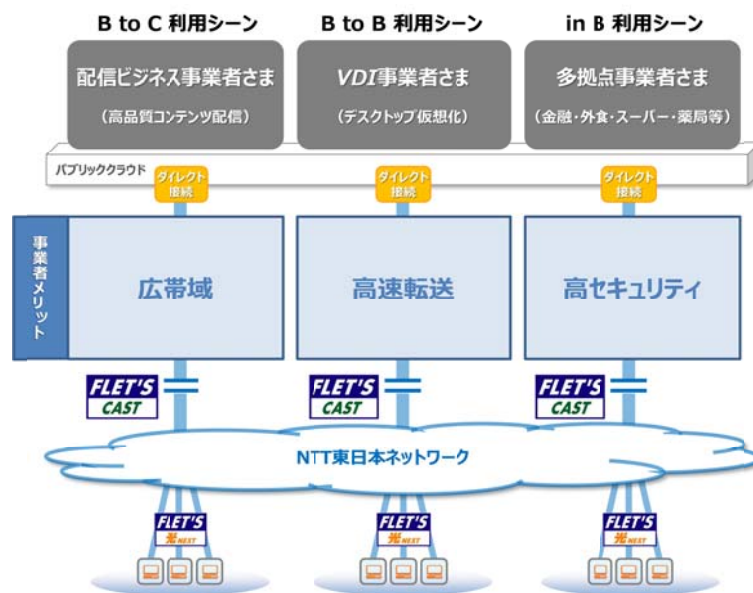 B to C 利用シーン
B to B 利用シーン
in B 利用シーン
配信ビジネス事業者さま
(高品質コンテンツ配信)
VDI事業者さま
(デスクトップ仮想化)
多拠点事業者さま
(金融・外食・スーパー・薬局等)
パブリッククラウド
ダイレクト
接続
ダイレクト
接続
ダイレクト
接続
事業者メリット
広帯域
高速転送
高セキュリティ
FLET'S
CAST
FLET'S
CAST
FLET'S
CAST
NTT東日本ネットワーク
FLET'S
光NEXT
FLET'S
光NEXT
FLET'S
光NEXT